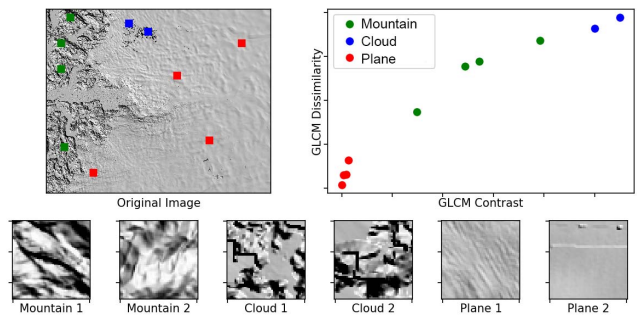 Mountain
Cloud
Plane
GLCM Dissimilarity
Original Image
GLCM Contrast
Mountain 1
Mountain 2
Cloud 1
Cloud 2
Plane 1
Plane 2